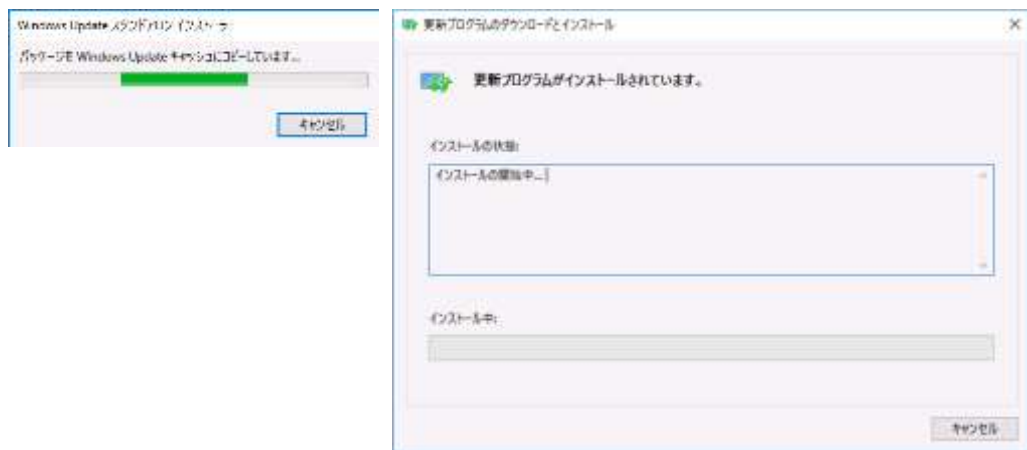 Windows Update スタンドアロン インストーラー
パッケージを Windows Update キャッシュにコピーしています...
キャンセル
更新プログラムのダウンロードとインストール
更新プログラムがインストールされています。
インストールの状態:
インストールの開始中...
インストール中:
キャンセル